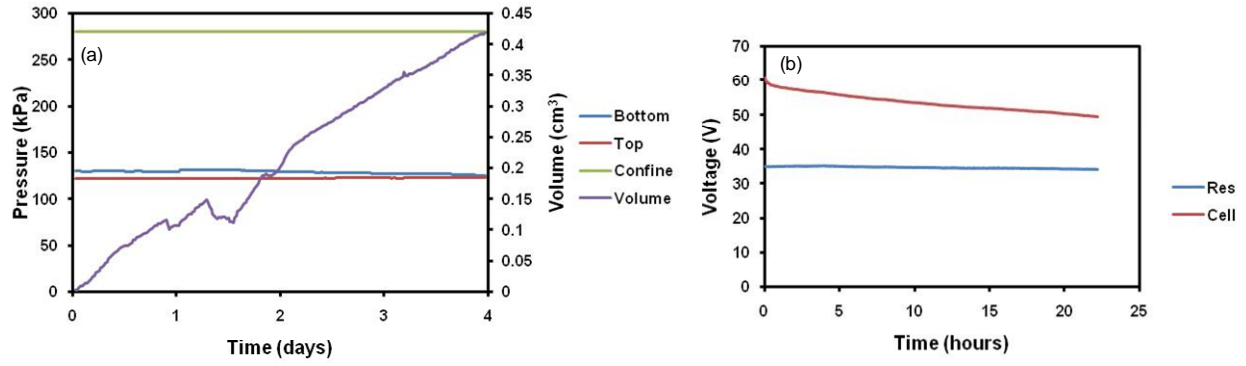 (a)
Pressure (kPa)
300
250
200
150
100
50
0
0.45
0.4
0.35
0.3
0.25
0.2
0.15
0.1
0.05
0
Volume (cm³)
0 1 2 3 4
Time (days)
Bottom
Top
Confine
Volume
(b)
Voltage (V)
70
60
50
40
30
20
10
0
0 5 10 15 20 25
Time (hours)
Res
Cell